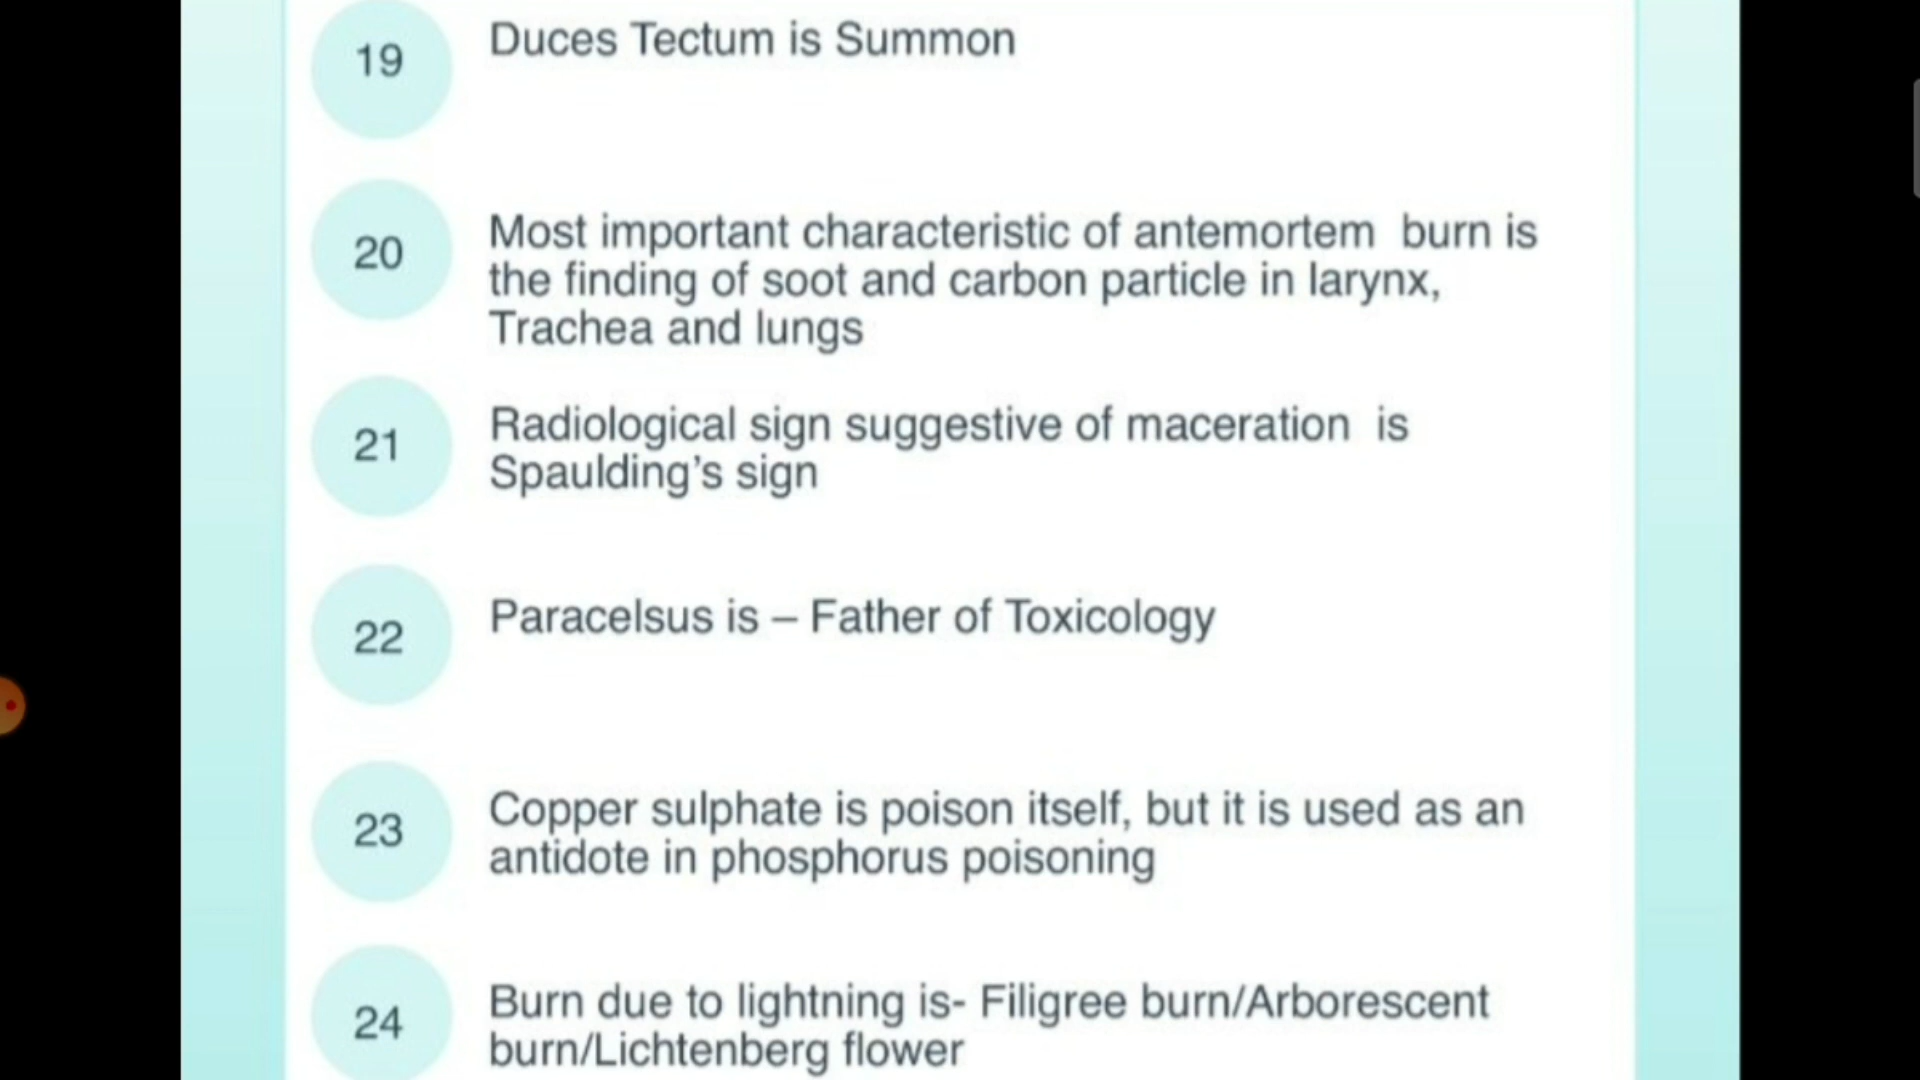 19
Duces Tectum is Summon
20
Most important characteristic of antemortem burn is
the finding of soot and carbon particle in larynx,
Trachea and lungs
21
Radiological sign suggestive of maceration is
Spaulding’s sign
22
Paracelsus is – Father of Toxicology
23
Copper sulphate is poison itself, but it is used as an
antidote in phosphorus poisoning
24
Burn due to lightning is- Filigree burn/Arborescent
burn/Lichtenberg flower